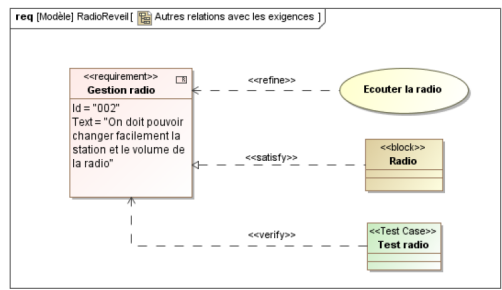 req [Modèle] RadioReveil [ Autres relations avec les exigences ]
<<requirement>>
Gestion radio
Id = "002"
Text = "On doit pouvoir
changer facilement la
station et le volume de
la radio"
<<refine>>
Ecouter la radio
<<satisfy>>
<<block>>
Radio
<<verify>>
<<Test Case>>
Test radio